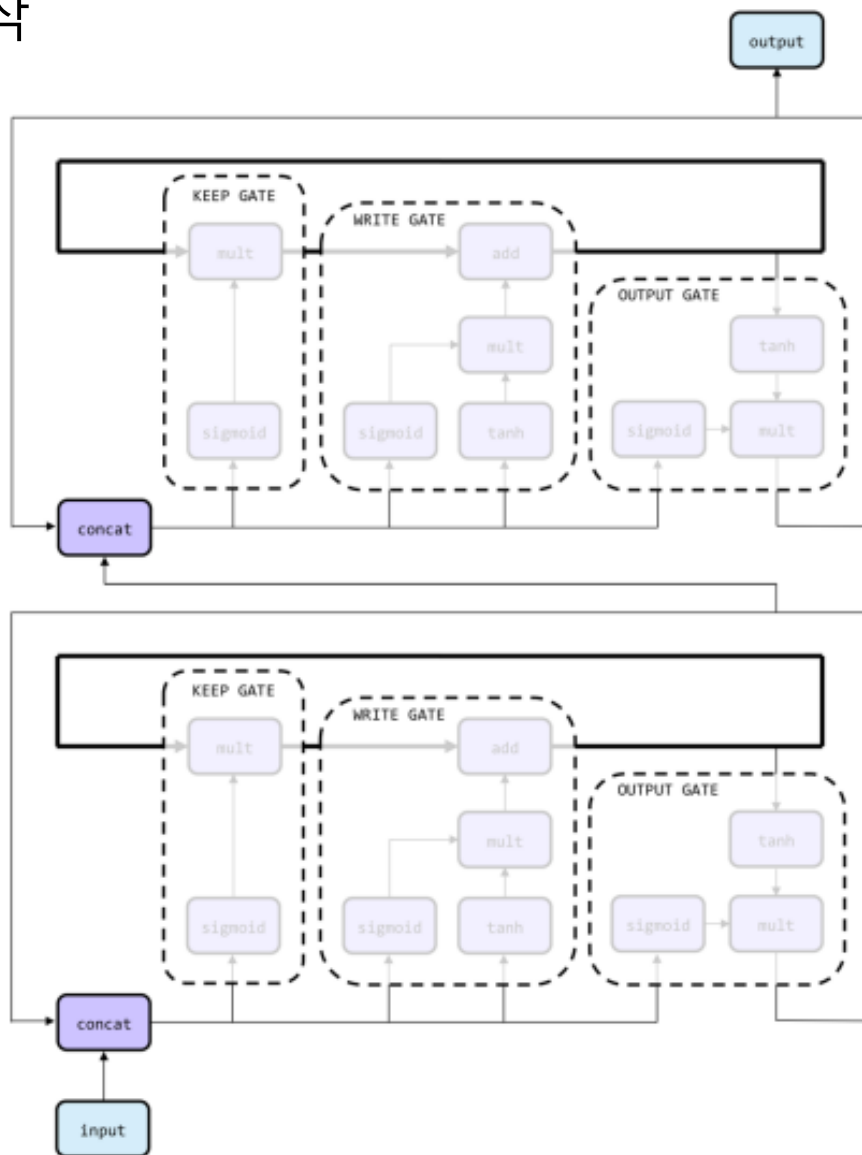 output
KEEP GATE
WRITE GATE
mult
add
OUTPUT GATE
mult
tanh
sigmoid
sigmoid
tanh
sigmoid
mult
concat
KEEP GATE
WRITE GATE
mult
add
OUTPUT GATE
mult
tanh
sigmoid
sigmoid
tanh
sigmoid
mult
concat
input